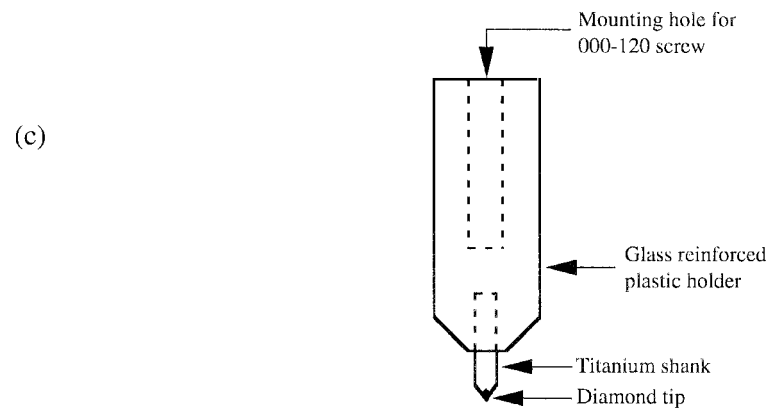 Mounting hole for
000-120 screw
(c)
Glass reinforced
plastic holder
Titanium shank
Diamond tip